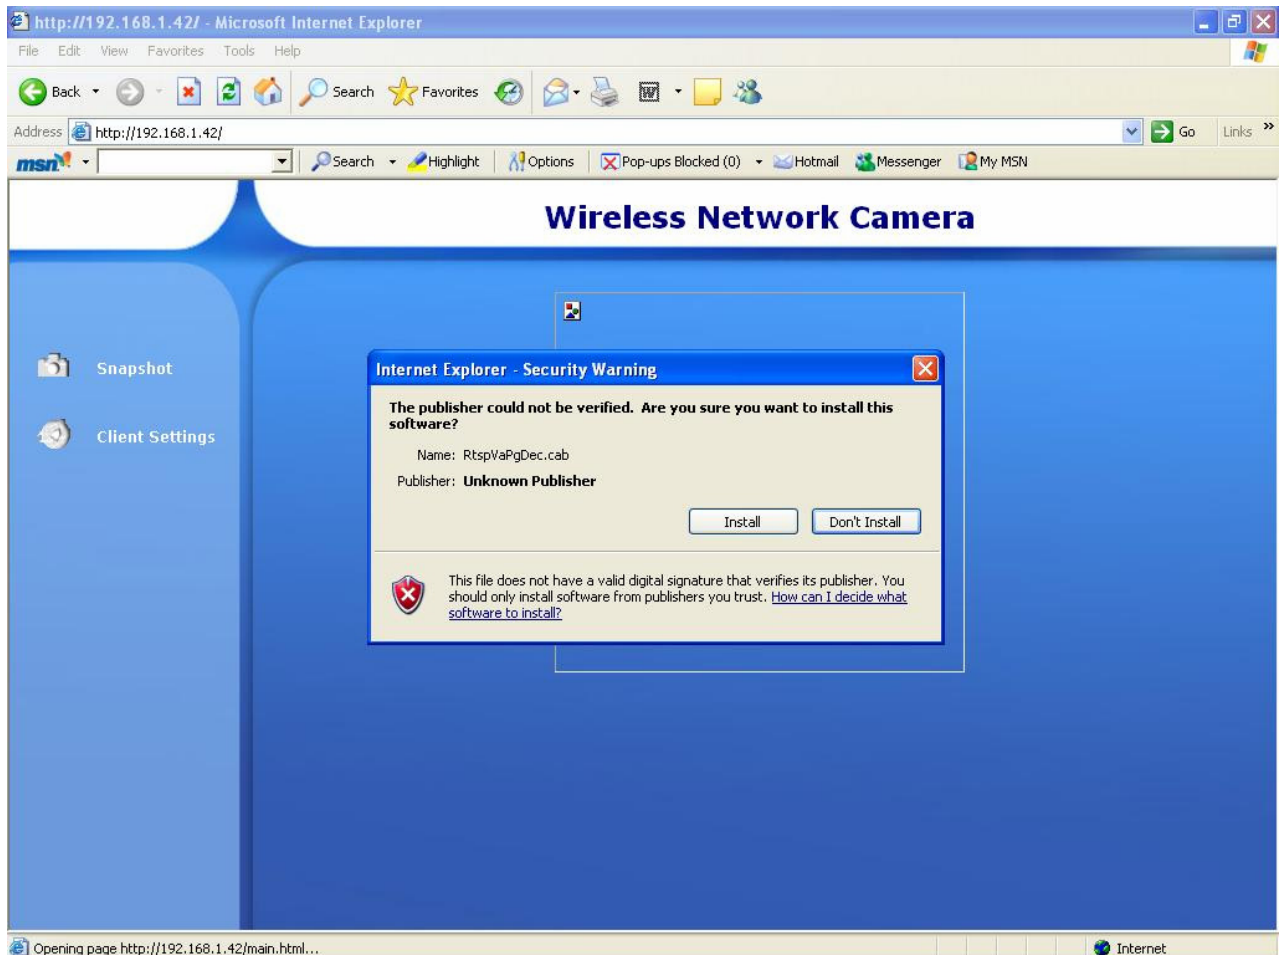 http://192.168.1.42/ - Microsoft Internet Explorer
File Edit View Favorites Tools Help
Back Search Favorites
Address http://192.168.1.42/ Go Links »
msn Search Highlight Options Pop-ups Blocked (0) Hotmail Messenger My MSN
Wireless Network Camera
Snapshot
Client Settings
Internet Explorer - Security Warning
The publisher could not be verified. Are you sure you want to install this
software?
Name: RtspVaPgDec.cab
Publisher: Unknown Publisher
Install Don't Install
This file does not have a valid digital signature that verifies its publisher. You
should only install software from publishers you trust. How can I decide what
software to install?
Opening page http://192.168.1.42/main.html... Internet